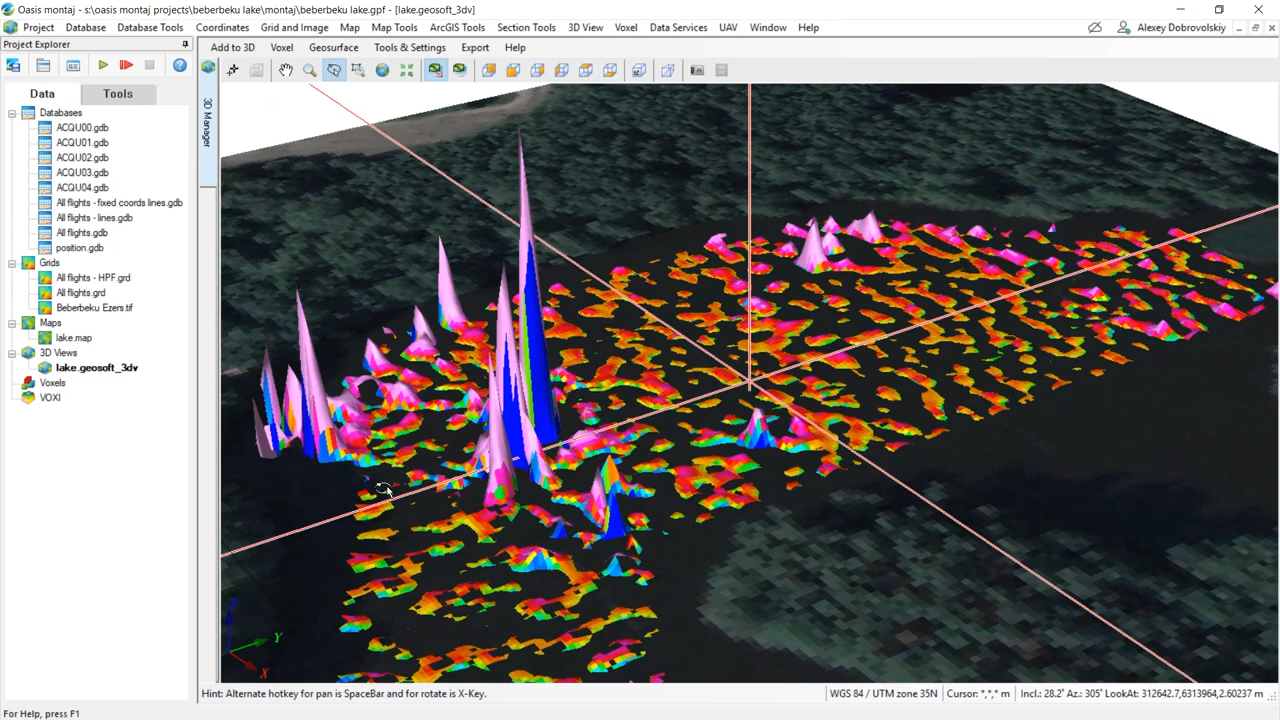 Oasis montaj - s:\oasis montaj projects\beberbeku lake\montaj\beberbeku lake.gpf - [lake.geosoft_3dv]
Project Database Database Tools Coordinates Grid and Image Map Map Tools ArcGIS Tools Section Tools 3D View Voxel Data Services UAV Window Help Alexey Dobrovolskiy
Project Explorer
Add to 3D Voxel Geosurface Tools & Settings Export Help
Data Tools
3D Manager
Databases
ACQU00.gdb
ACQU01.gdb
ACQU02.gdb
ACQU03.gdb
ACQU04.gdb
All flights - fixed coords lines.gdb
All flights - lines.gdb
All flights.gdb
position.gdb
Grids
All flights - HPF.grd
All flights.grd
Beberbeku Ezers.tif
Maps
lake.map
3D Views
lake.geosoft_3dv
Voxels
VOXI
Z
Y
X
Hint: Alternate hotkey for pan is SpaceBar and for rotate is X-Key.
WGS 84 / UTM zone 35N Cursor: *,*,* m Incl.: 28.2° Az.: 305° LookAt: 312642.7,6313964,2.60237 m
For Help, press F1